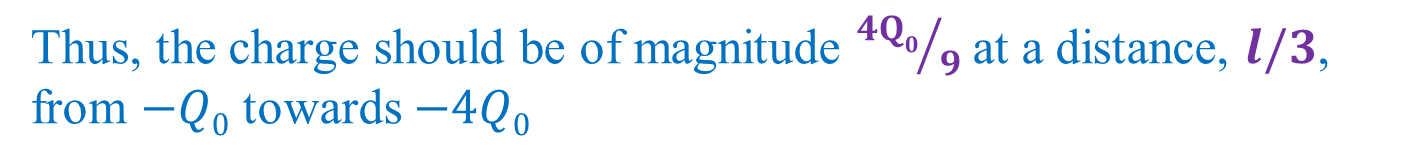 Thus, the charge should be of magnitude 4Q₀/9 at a distance, l/3,
from −Q₀ towards −4Q₀